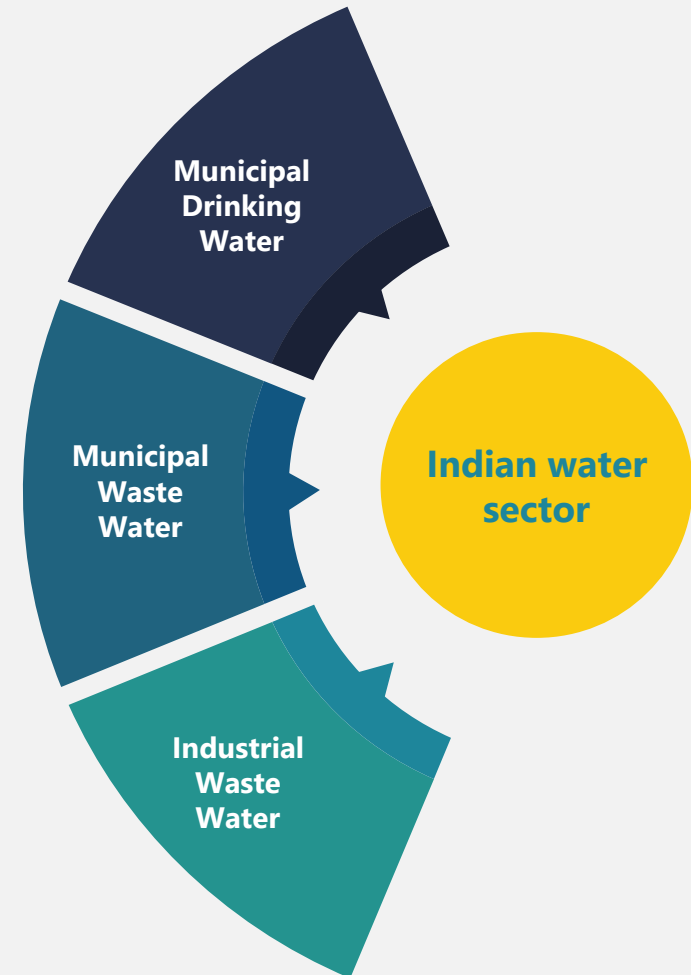 Municipal
Drinking
Water
Municipal
Waste
Water
Indian water
sector
Industrial
Waste
Water